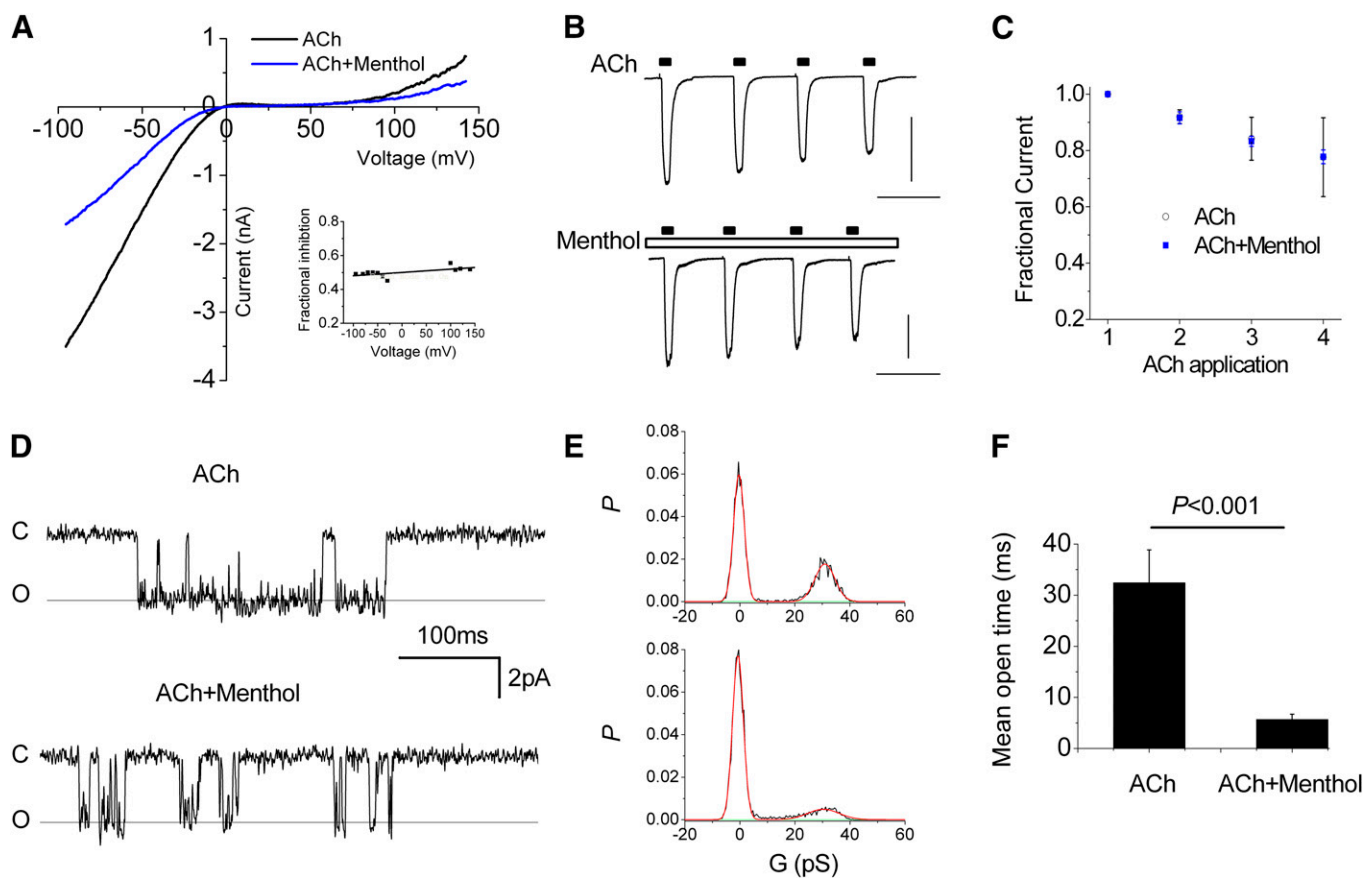 A
ACh
ACh+Menthol
1
0
-1
-2
-3
-4
-100
-50
0
50
100
150
Voltage (mV)
Current (nA)
Fractional inhibtion
0.8
0.6
0.4
0.2
-100 -50 0 50 100 150
Voltage (mV)
B
ACh
Menthol
C
Fractional Current
1.0
0.8
0.6
0.4
0.2
ACh
ACh+Menthol
1 2 3 4
ACh application
D
ACh
C
O
100ms
2pA
ACh+Menthol
C
O
E
P
0.08
0.06
0.04
0.02
0.00
-20 0 20 40 60
P
0.08
0.06
0.04
0.02
0.00
-20 0 20 40 60
G (pS)
F
P<0.001
Mean open time (ms)
40
30
20
10
0
ACh
ACh+Menthol